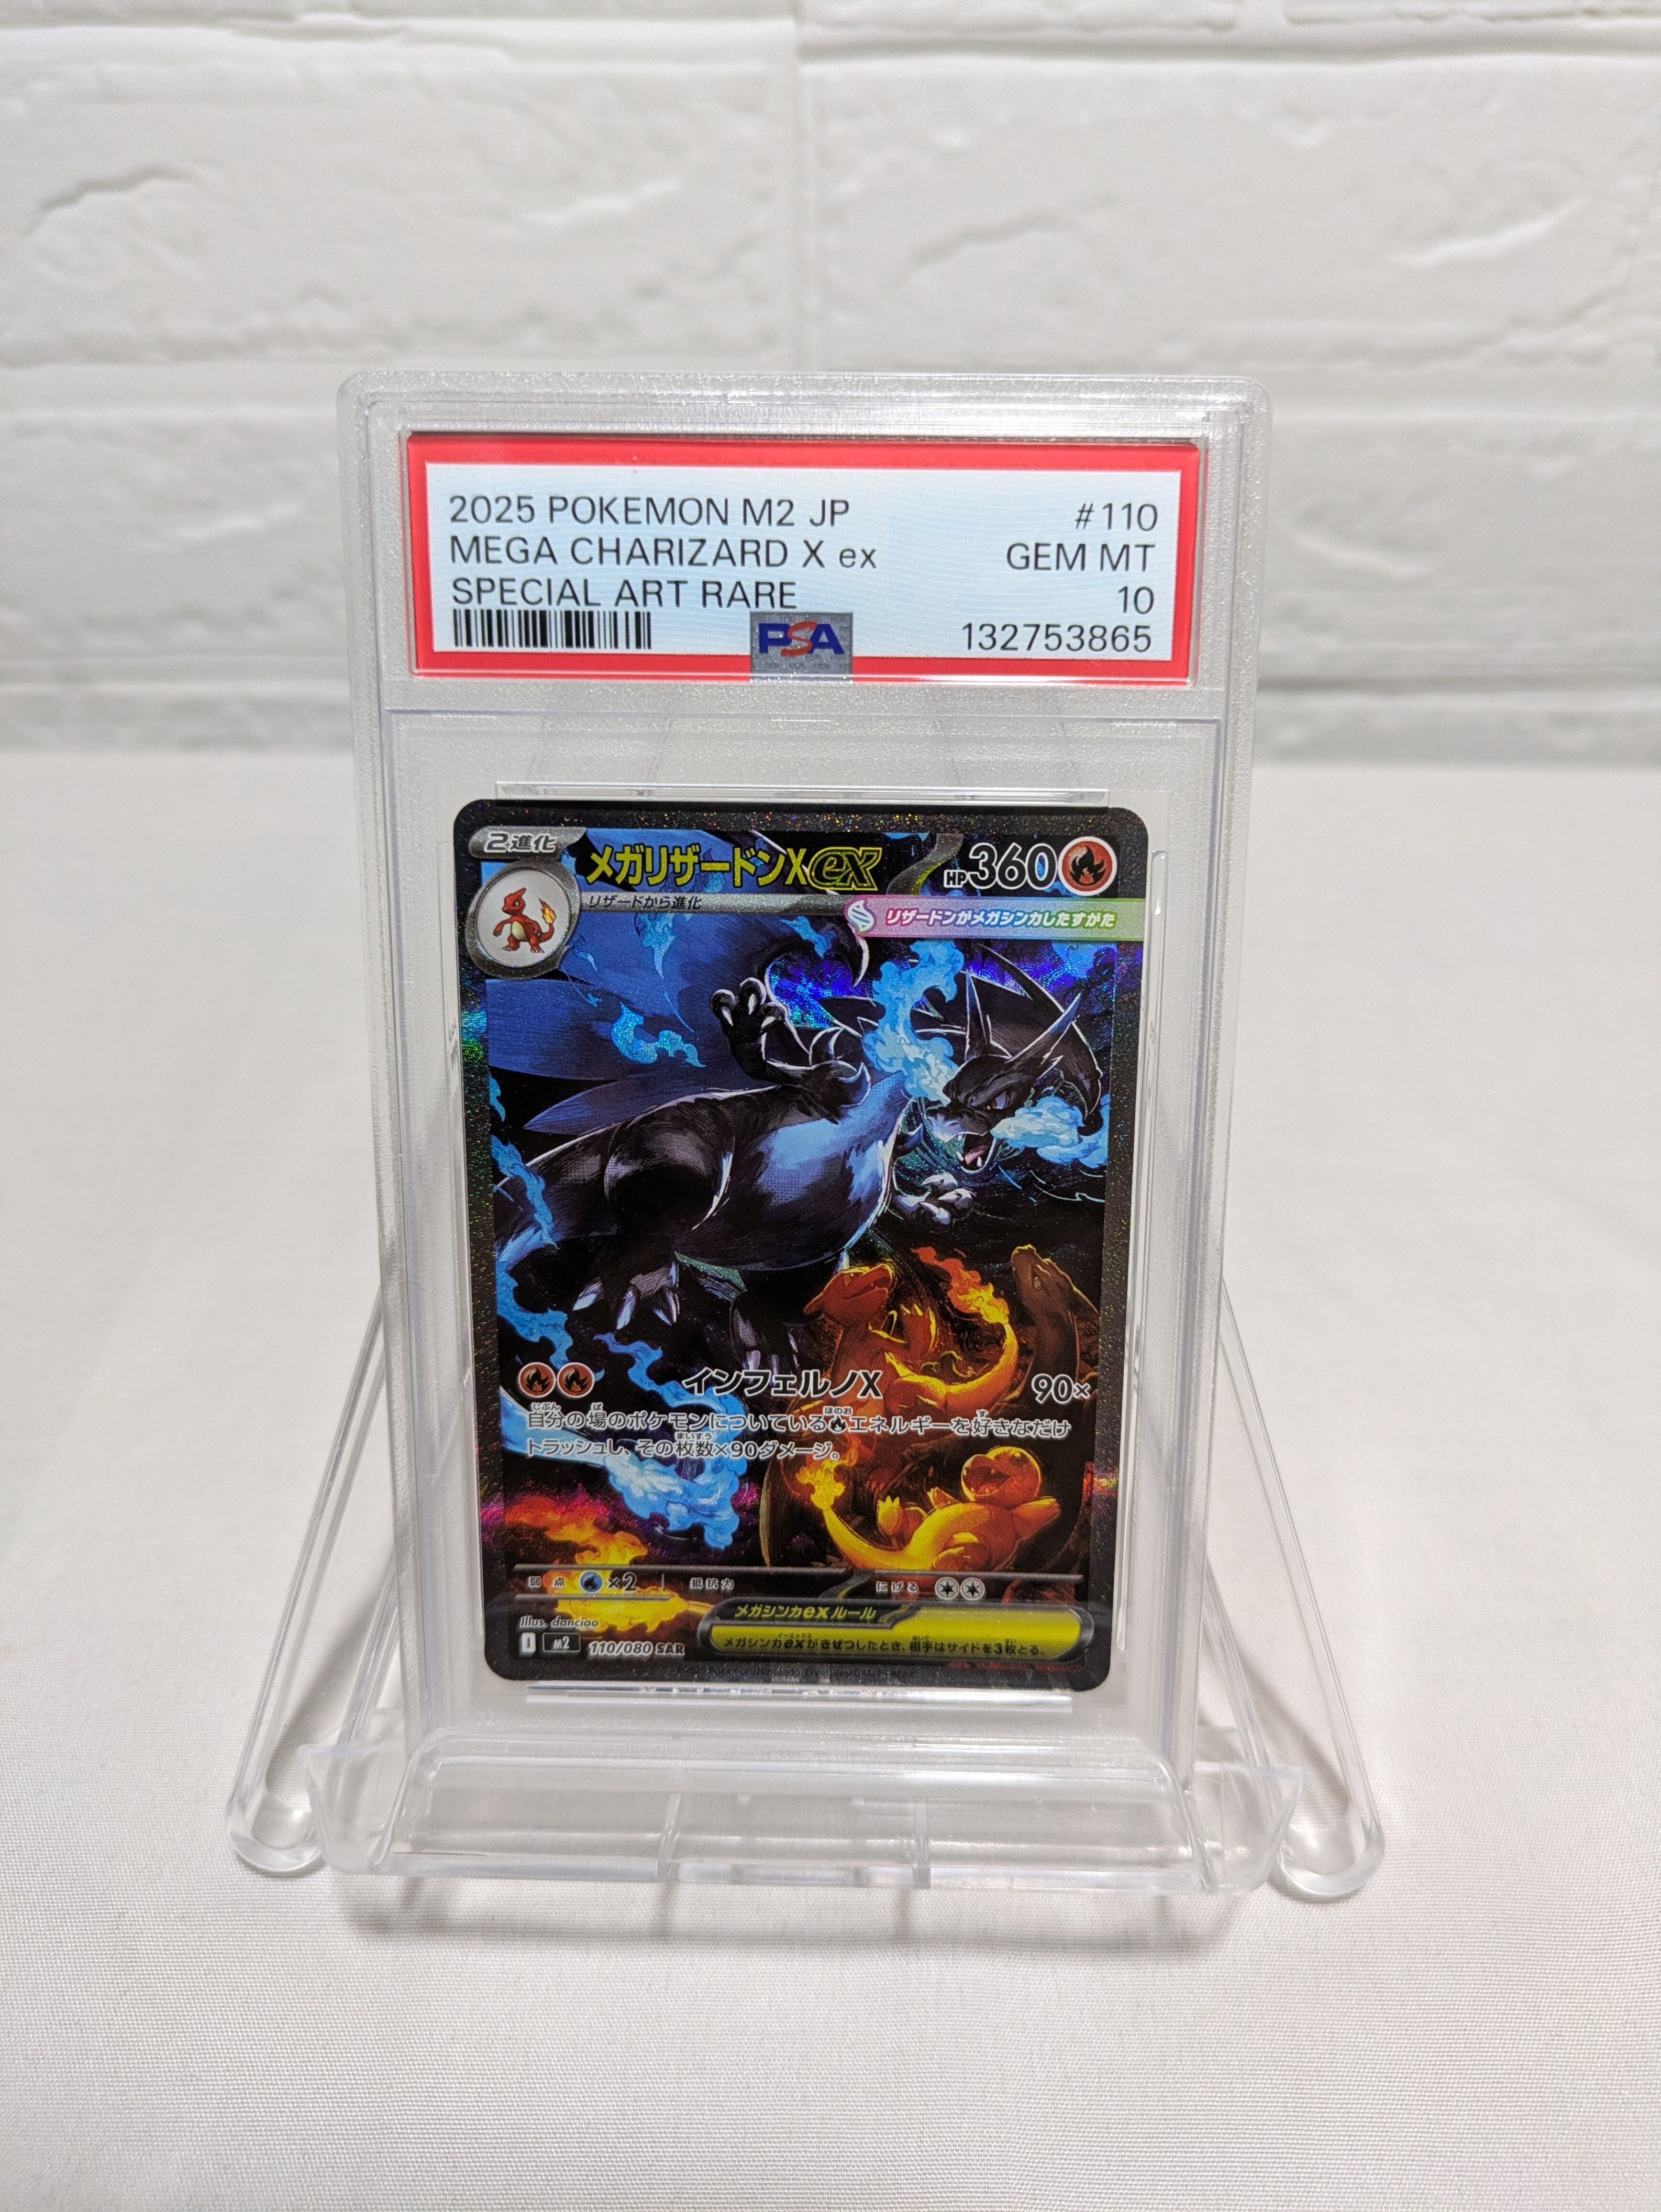 2025 POKEMON M2 JP #110
MEGA CHARIZARD X ex GEM MT
SPECIAL ART RARE 10
PSA 132753865
2進化 メガリザードンX ex HP360
リザードから進化
リザードンがメガシンカしたすがた
インフェルノX 90×
自分の場のポケモンについているエネルギーを好きなだけ
トラッシュし、その枚数×90ダメージ。
弱点 ×2 抵抗力 にげる
メガシンカexルール
メガシンカexがきぜつしたとき、相手はサイドを3枚とる。
Illus. danciao
M2 110/080 SAR